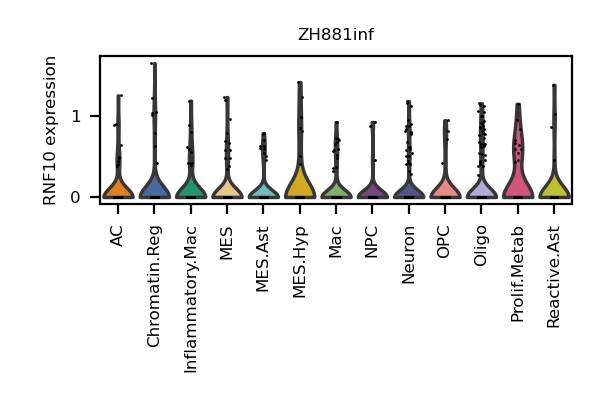 ZH881inf
RNF10 expression
1
0
AC
Chromatin.Reg
Inflammatory.Mac
MES
MES.Ast
MES.Hyp
Mac
NPC
Neuron
OPC
Oligo
Prolif.Metab
Reactive.Ast